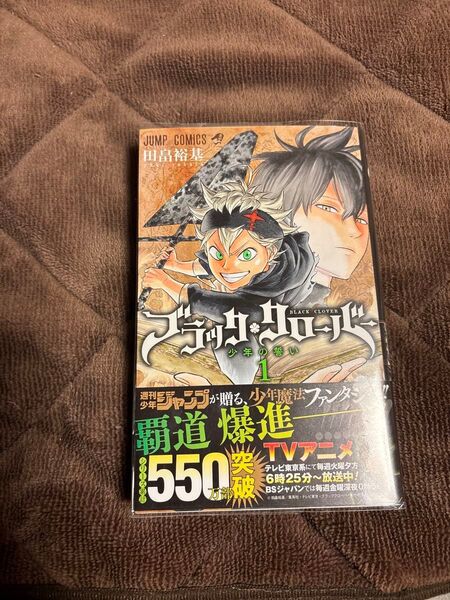 JUMP COMICS
田畠裕基
BLACK CLOVER
ブラック・クローバー
少年の誓い
1
週刊少年ジャンプが贈る、少年魔法ファンタジー!!
覇道爆進
550万部突破
TVアニメ
テレビ東京系にて毎週火曜夕方
6時25分〜放送中!
BSジャパンでは毎週金曜深夜0時